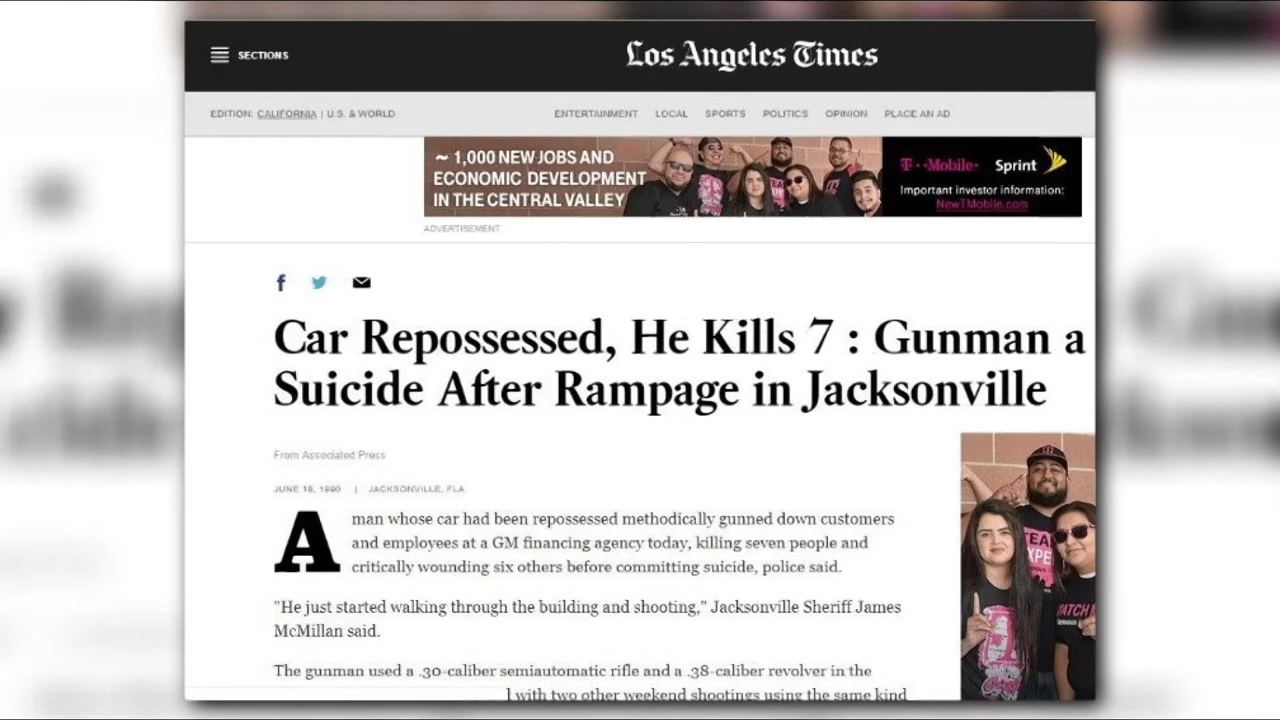 SECTIONS
Los Angeles Times
EDITION: CALIFORNIA | U.S. & WORLD
ENTERTAINMENT LOCAL SPORTS POLITICS OPINION PLACE AN AD
~ 1,000 NEW JOBS AND
ECONOMIC DEVELOPMENT
IN THE CENTRAL VALLEY
T-Mobile Sprint
Important investor information:
NewTMobile.com
ADVERTISEMENT
Car Repossessed, He Kills 7 : Gunman a
Suicide After Rampage in Jacksonville
From Associated Press
JUNE 18, 1990 | JACKSONVILLE, FLA.
A man whose car had been repossessed methodically gunned down customers
and employees at a GM financing agency today, killing seven people and
critically wounding six others before committing suicide, police said.
"He just started walking through the building and shooting," Jacksonville Sheriff James
McMillan said.
The gunman used a .30-caliber semiautomatic rifle and a .38-caliber revolver in the
with two other weekend shootings using the same kind